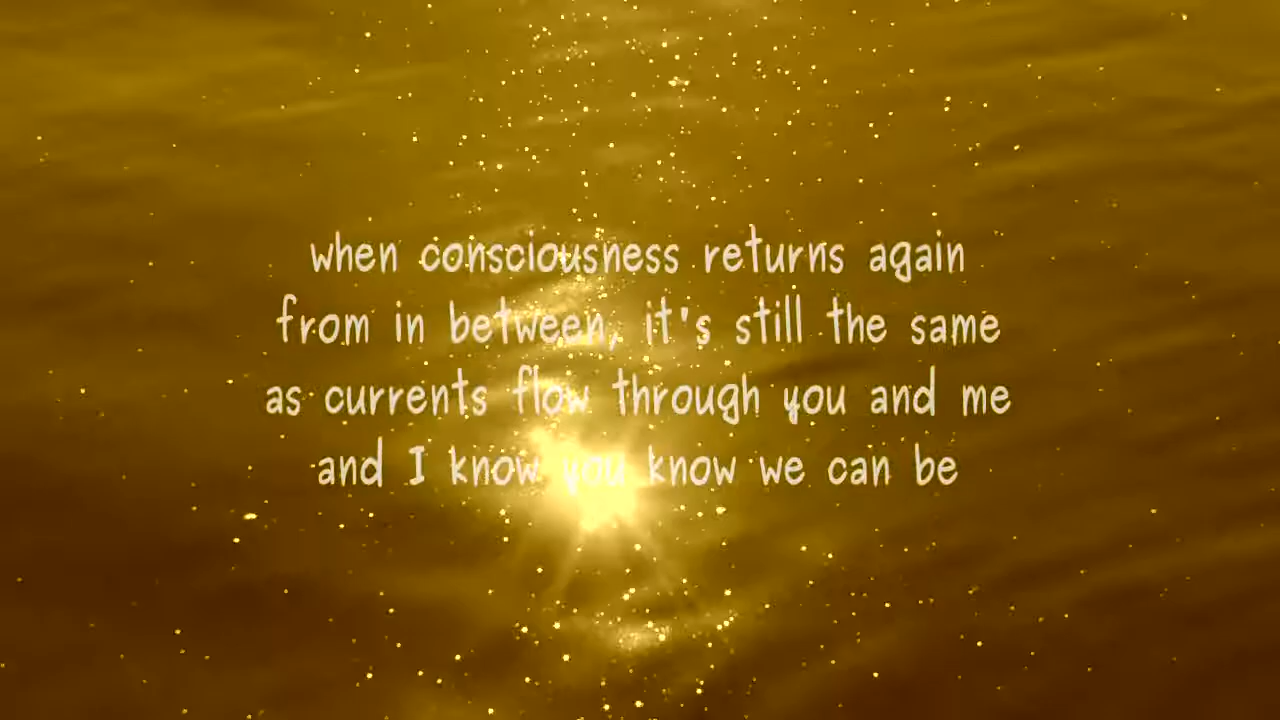 when consciousness returns again
from in between, it's still the same
as currents flow through you and me
and I know you know we can be